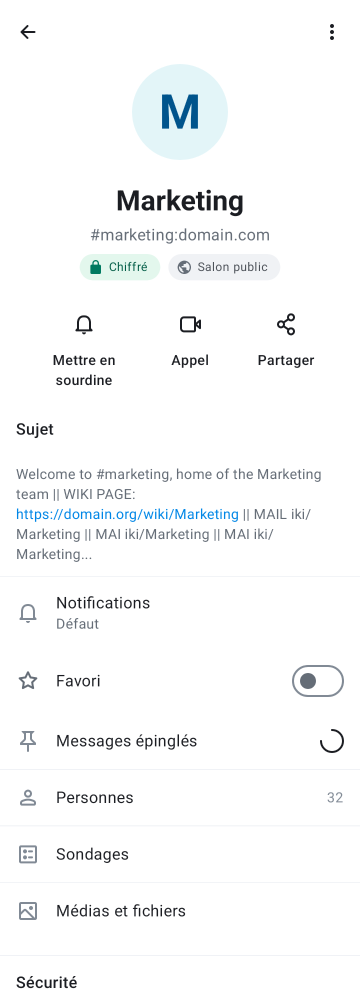 M
Marketing
#marketing:domain.com
Chiffré
Salon public
Mettre en
sourdine
Appel
Partager
Sujet
Welcome to #marketing, home of the Marketing
team || WIKI PAGE:
https://domain.org/wiki/Marketing || MAIL iki/
Marketing || MAI iki/Marketing || MAI iki/
Marketing...
Notifications
Défaut
Favori
Messages épinglés
Personnes 32
Sondages
Médias et fichiers
Sécurité